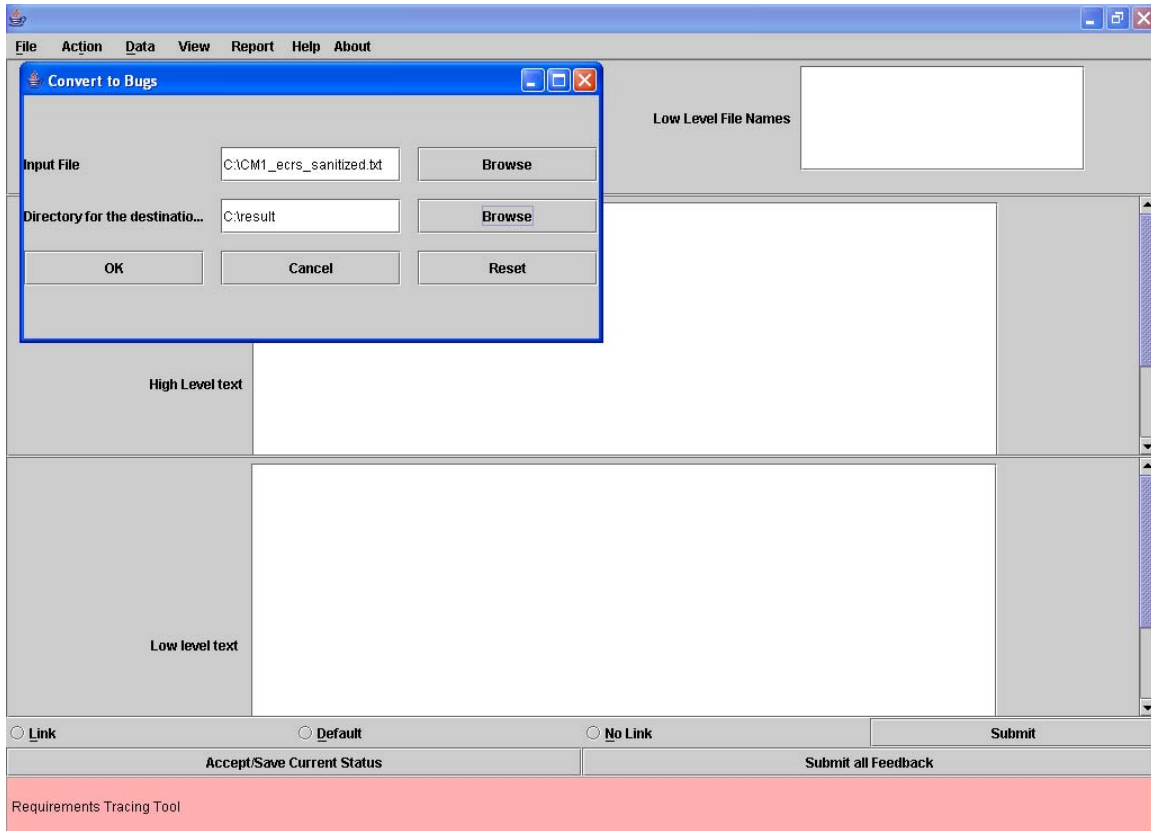 File Action Data View Report Help About
Convert to Bugs
Low Level File Names
Input File C:\CM1_ecrs_sanitized.txt Browse
Directory for the destinatio... C:\result Browse
OK Cancel Reset
High Level text
Low level text
Link Default No Link Submit
Accept/Save Current Status Submit all Feedback
Requirements Tracing Tool